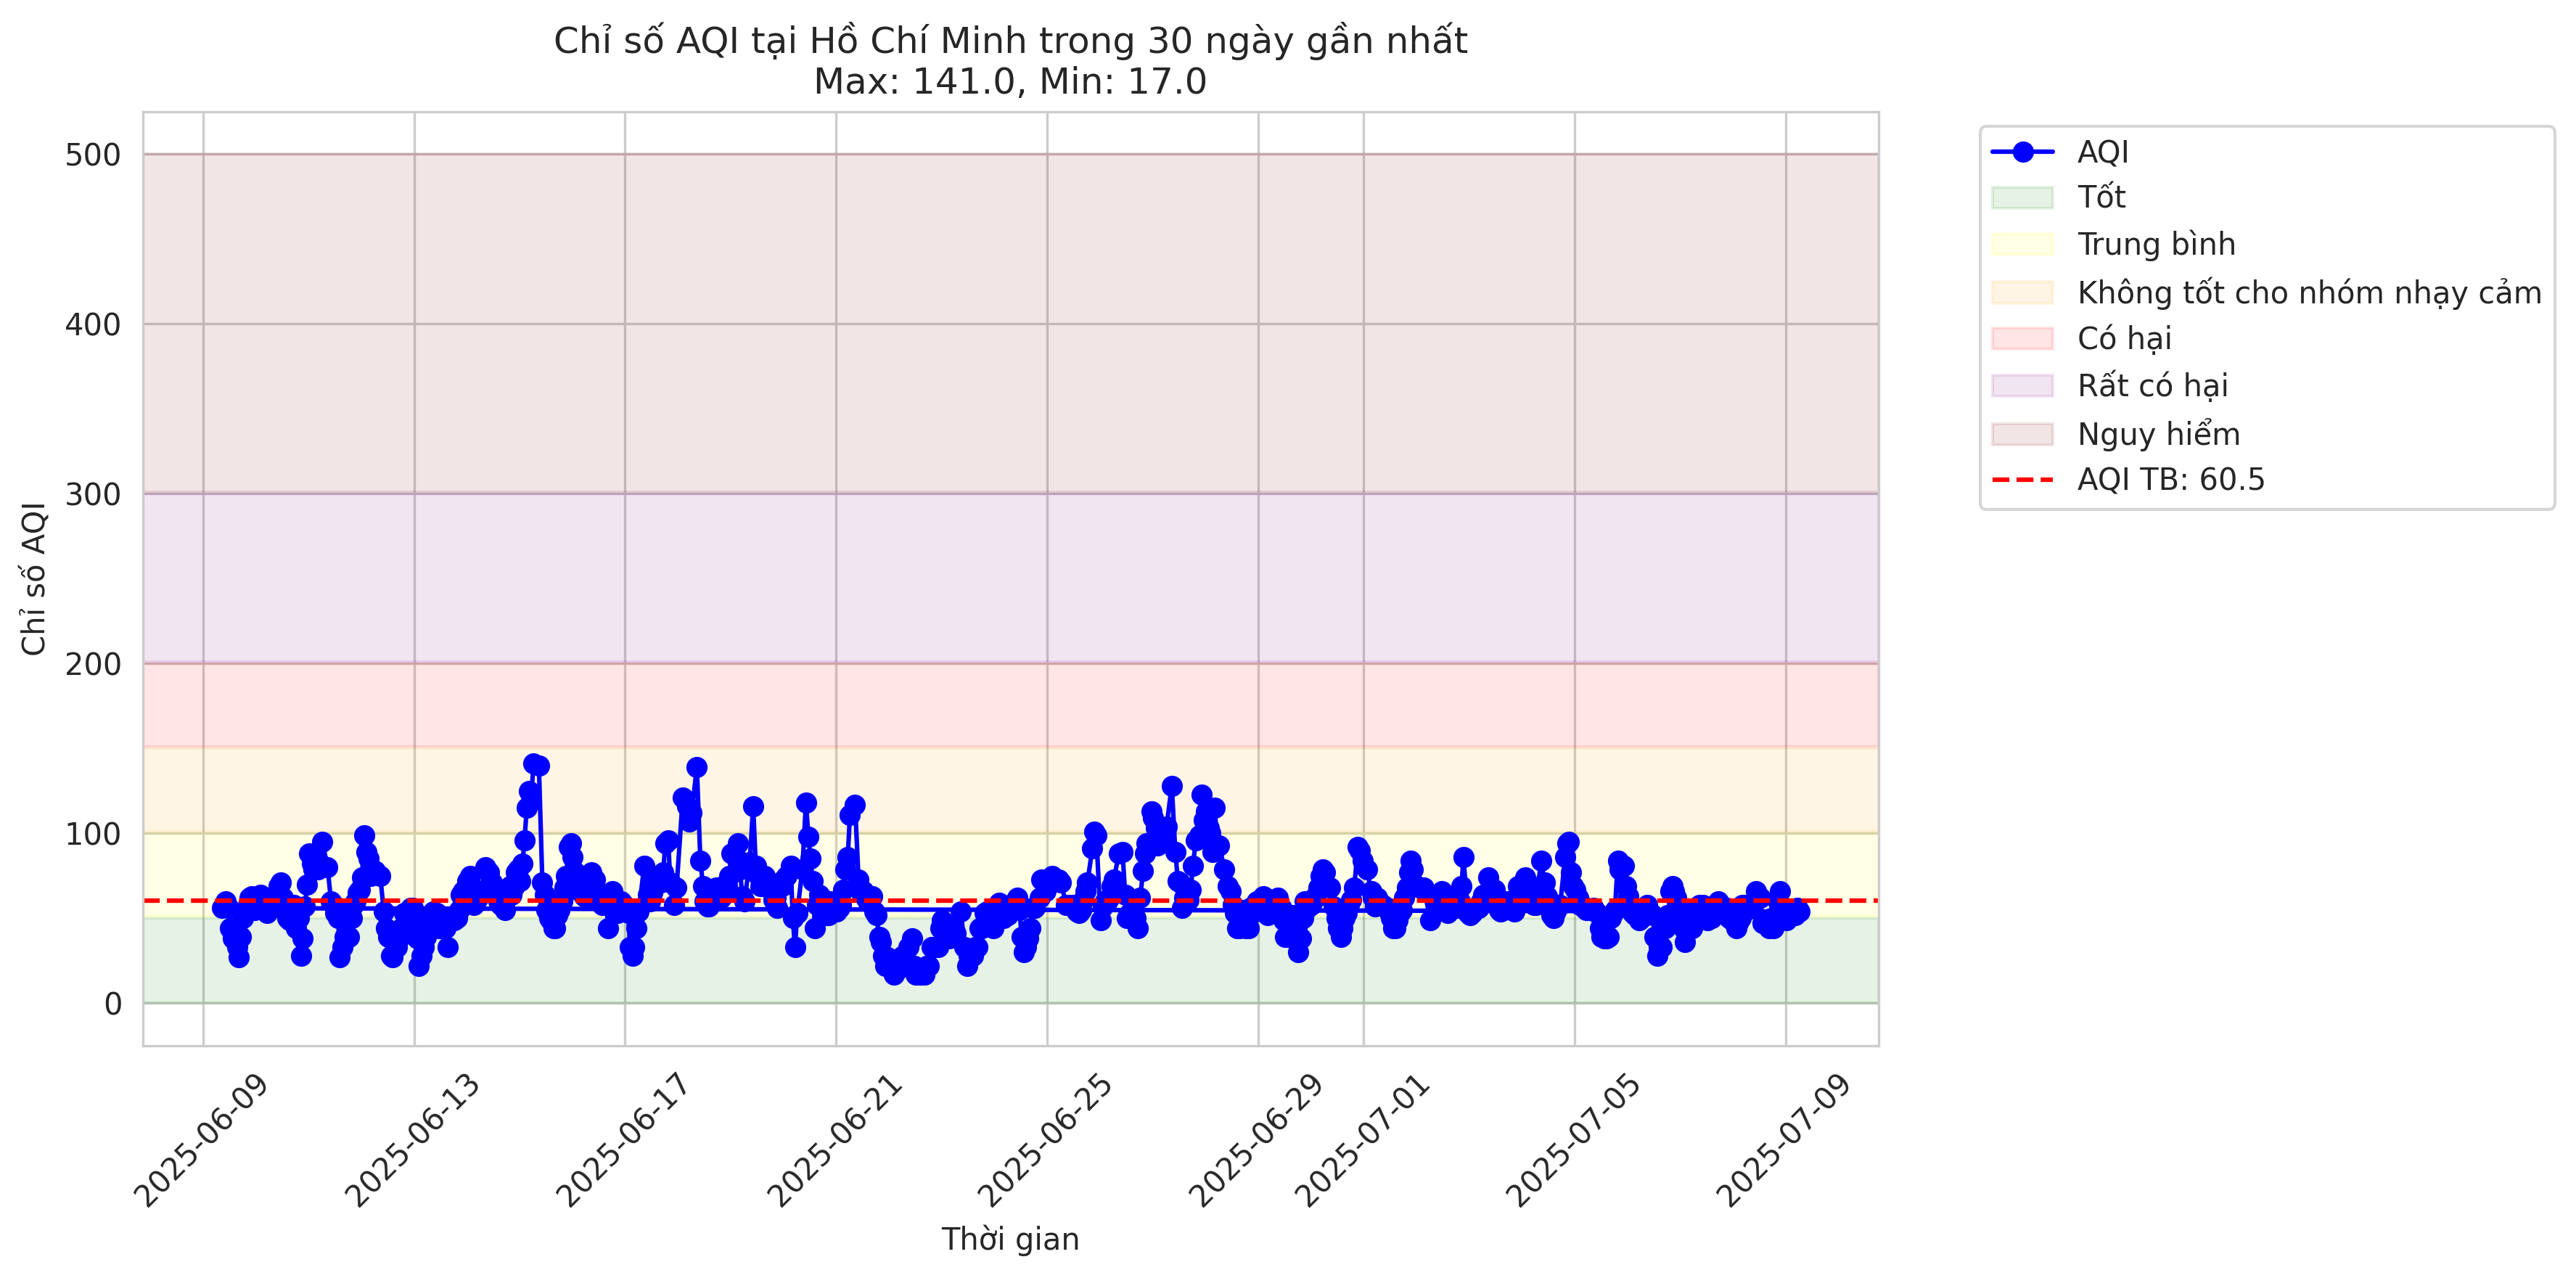 Chỉ số AQI tại Hồ Chí Minh trong 30 ngày gần nhất
Max: 141.0, Min: 17.0
Chỉ số AQI
500
400
300
200
100
0
2025-06-09
2025-06-13
2025-06-17
2025-06-21
2025-06-25
2025-06-29
2025-07-01
2025-07-05
2025-07-09
Thời gian
AQI
Tốt
Trung bình
Không tốt cho nhóm nhạy cảm
Có hại
Rất có hại
Nguy hiểm
AQI TB: 60.5